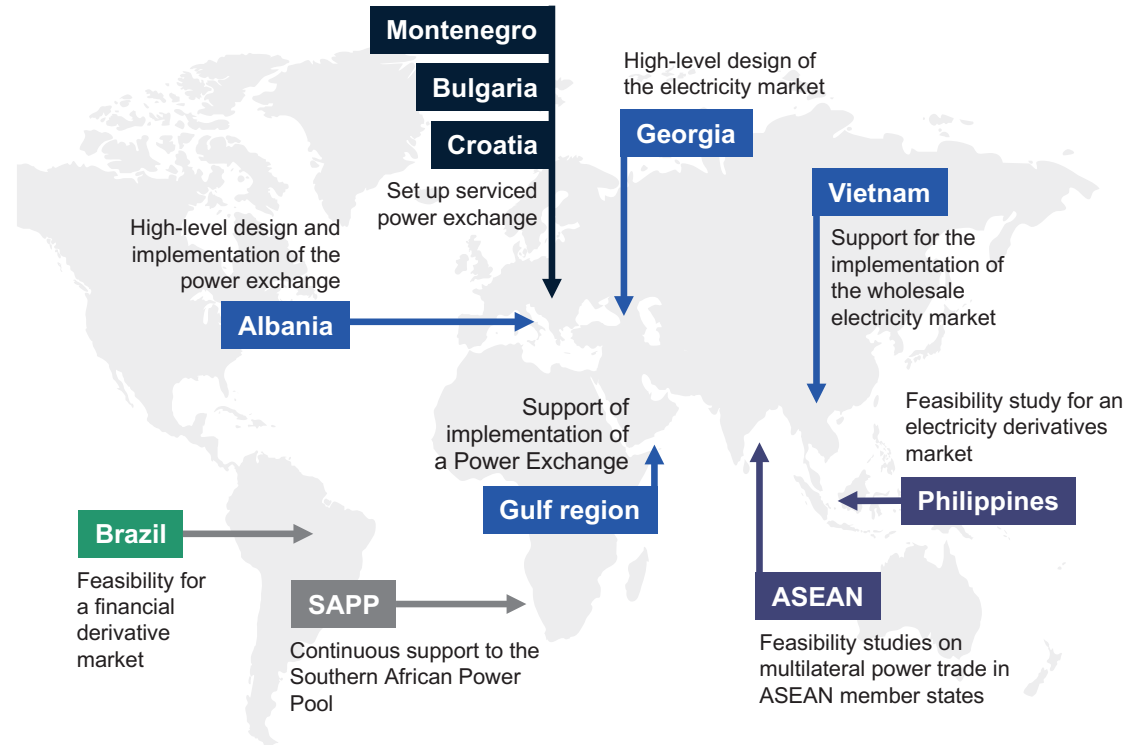 Montenegro
Bulgaria
Croatia
Set up serviced
power exchange
High-level design of
the electricity market
Georgia
Vietnam
Support for the
implementation of
the wholesale
electricity market
High-level design and
implementation of the
power exchange
Albania
Support of
implementation of
a Power Exchange
Gulf region
Feasibility study for an
electricity derivatives
market
Philippines
Brazil
Feasibility for
a financial
derivative
market
SAPP
Continuous support to the
Southern African Power
Pool
ASEAN
Feasibility studies on
multilateral power trade in
ASEAN member states